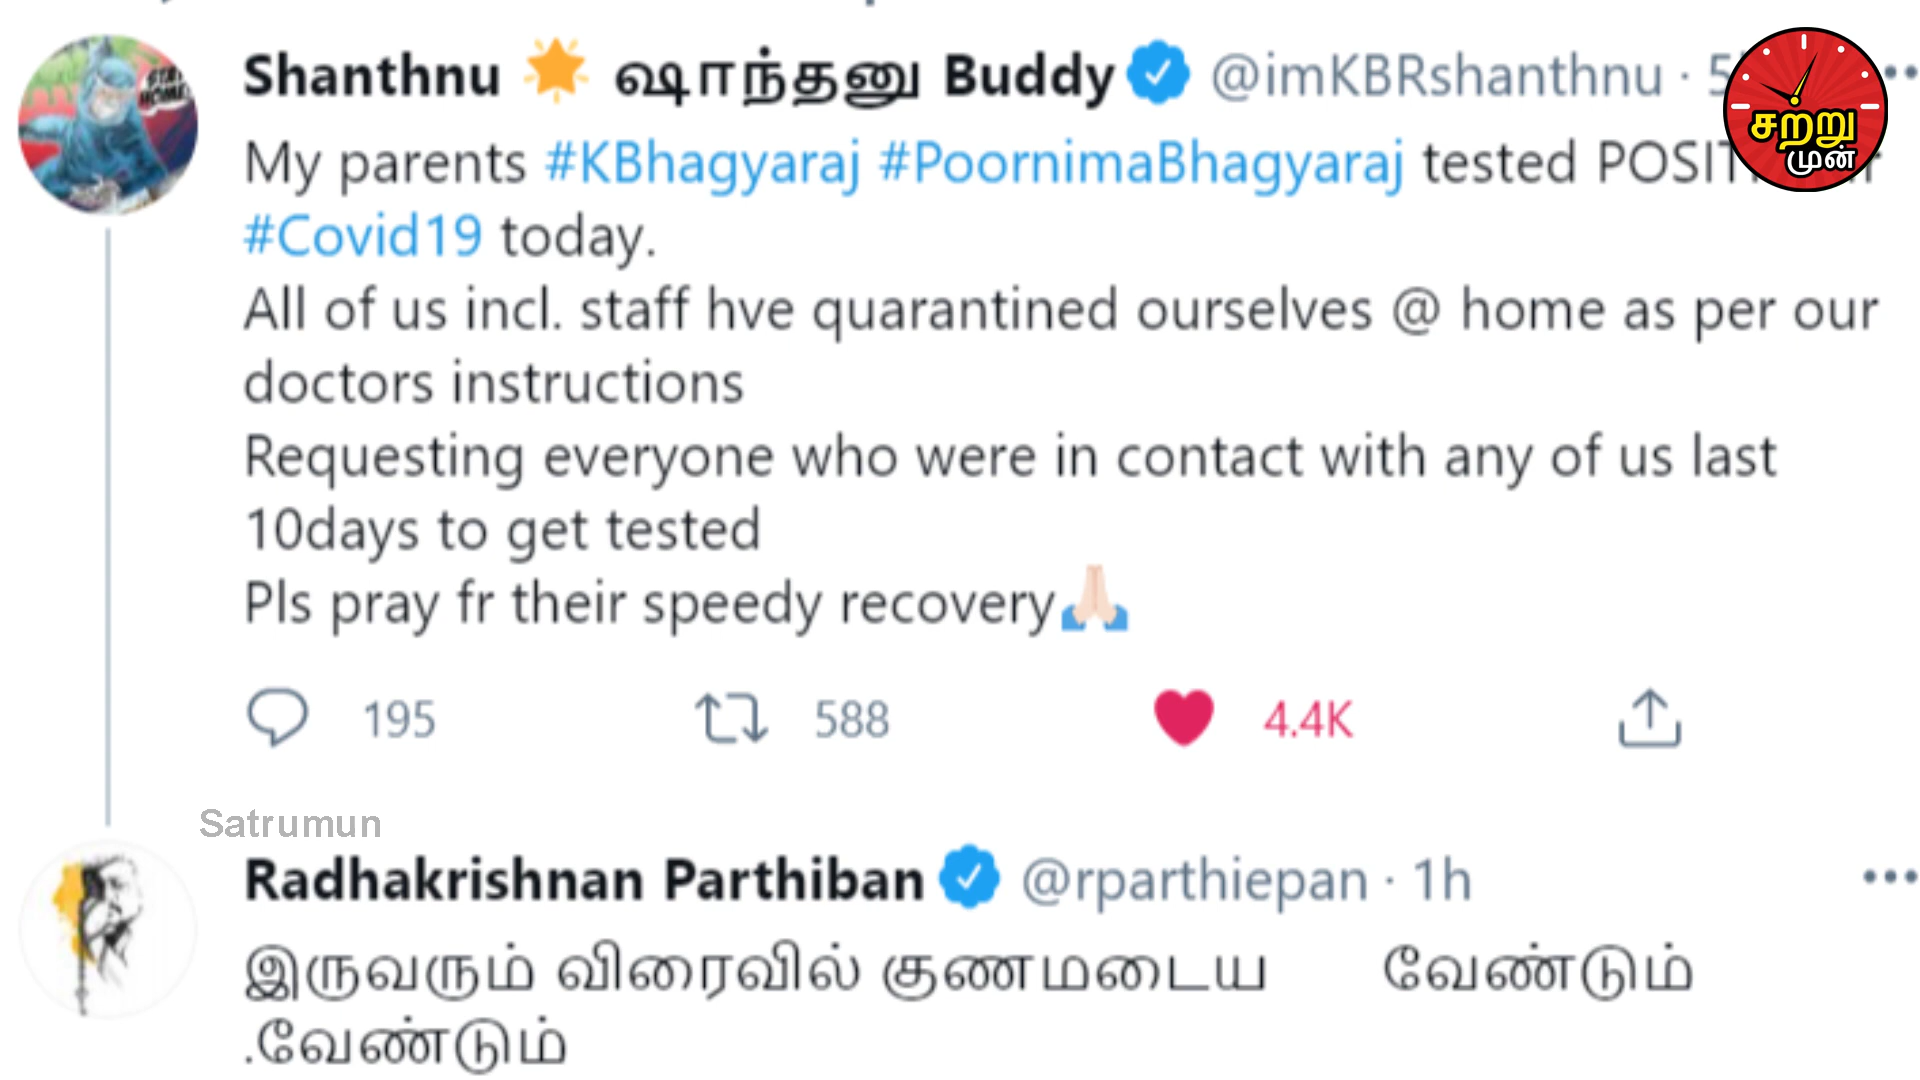 Shanthnu 🌟 ஷாந்தனு Buddy @imKBRshanthnu · 5
சற்று
முன்
STAY
HOME
My parents #KBhagyaraj #PoornimaBhagyaraj tested
#Covid19 today.
All of us incl. staff hve quarantined ourselves @ home as per our
doctors instructions
Requesting everyone who were in contact with any of us last
10days to get tested
Pls pray fr their speedy recovery🙏🏻
195 588 4.4K
Satrumun
Radhakrishnan Parthiban @rparthiepan · 1h
இருவரும் விரைவில் குணமடைய வேண்டும்
.வேண்டும்